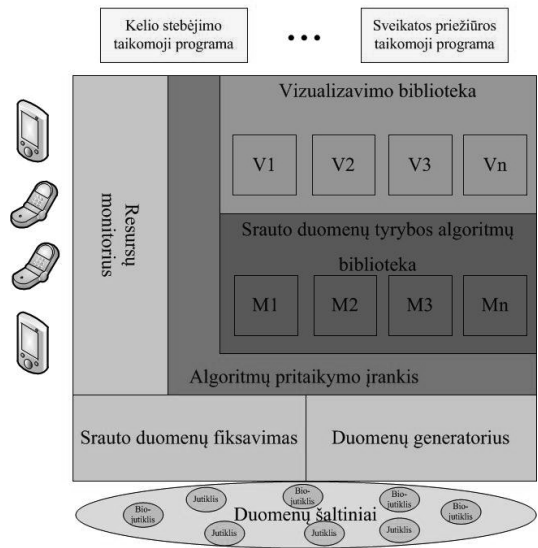 Kelio stebėjimo
taikomoji programa
Sveikatos priežiūros
taikomoji programa
Vizualizavimo biblioteka
V1 V2 V3 Vn
Resursų
monitorius
Srauto duomenų tyrybos algoritmų
biblioteka
M1 M2 M3 Mn
Algoritmų pritaikymo įrankis
Srauto duomenų fiksavimas
Duomenų generatorius
Jutiklis
Bio-
jutiklis
Bio-
jutiklis
Bio-
jutiklis
Duomenų šaltiniai
Bio-
jutiklis
Jutiklis
Jutiklis
Jutiklis